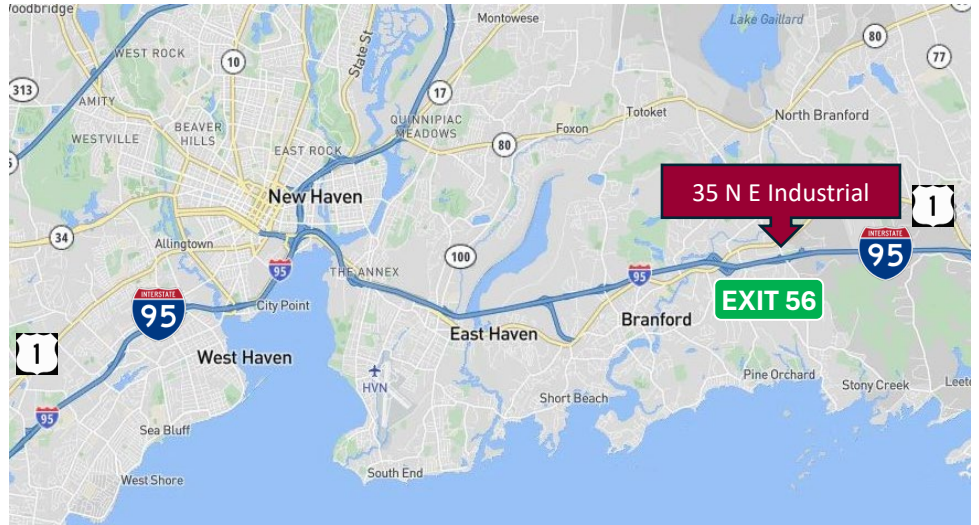 oodbridge
Montowese
Lake Gaillard
80
WEST ROCK
10
State St
77
313
17
AMITY
QUINNIPIAC
MEADOWS
Totoket
North Branford
WESTVILLE
BEAVER
HILLS
Foxon
80
EAST ROCK
35 N E Industrial
New Haven
1
34
Allingtown
100
INTERSTATE
95
95
THE ANNEX
95
EXIT 56
City Point
INTERSTATE
95
East Haven
Branford
1
West Haven
HVN
Pine Orchard
Stony Creek
Leet
Short Beach
95
Sea Bluff
South End
West Shore